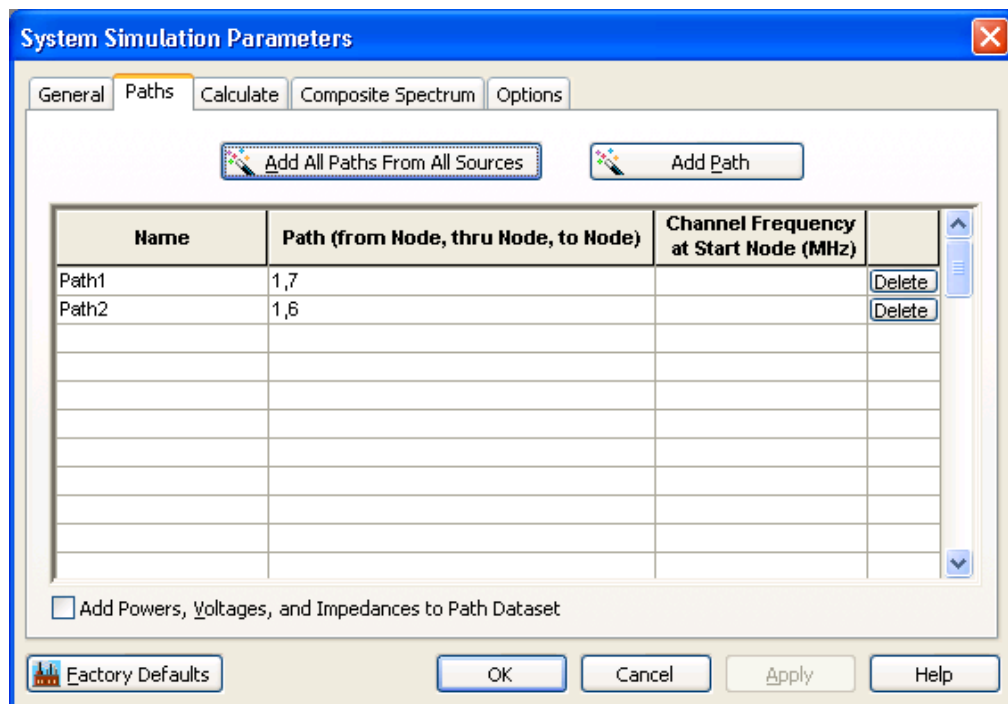 System Simulation Parameters
General Paths Calculate Composite Spectrum Options
Add All Paths From All Sources Add Path
Name Path (from Node, thru Node, to Node) Channel Frequency at Start Node (MHz)
Path1 1,7 Delete
Path2 1,6 Delete
Add Powers, Voltages, and Impedances to Path Dataset
Factory Defaults OK Cancel Apply Help